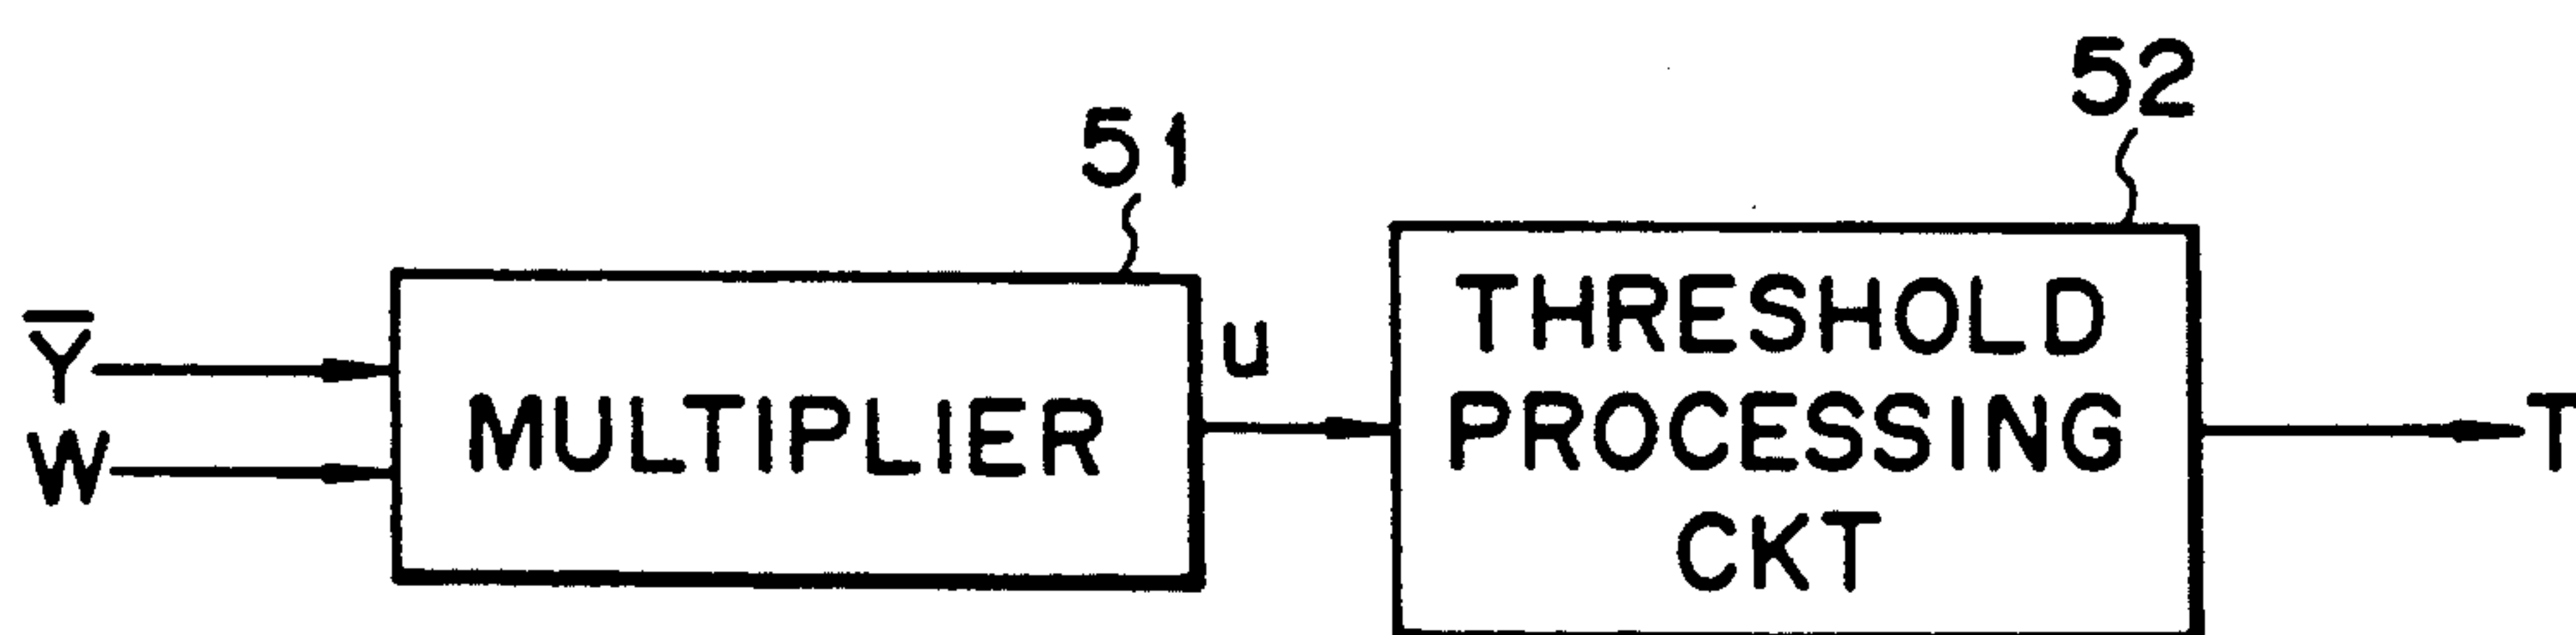 52
51
Y̅
W
MULTIPLIER
u
THRESHOLD
PROCESSING
CKT
T